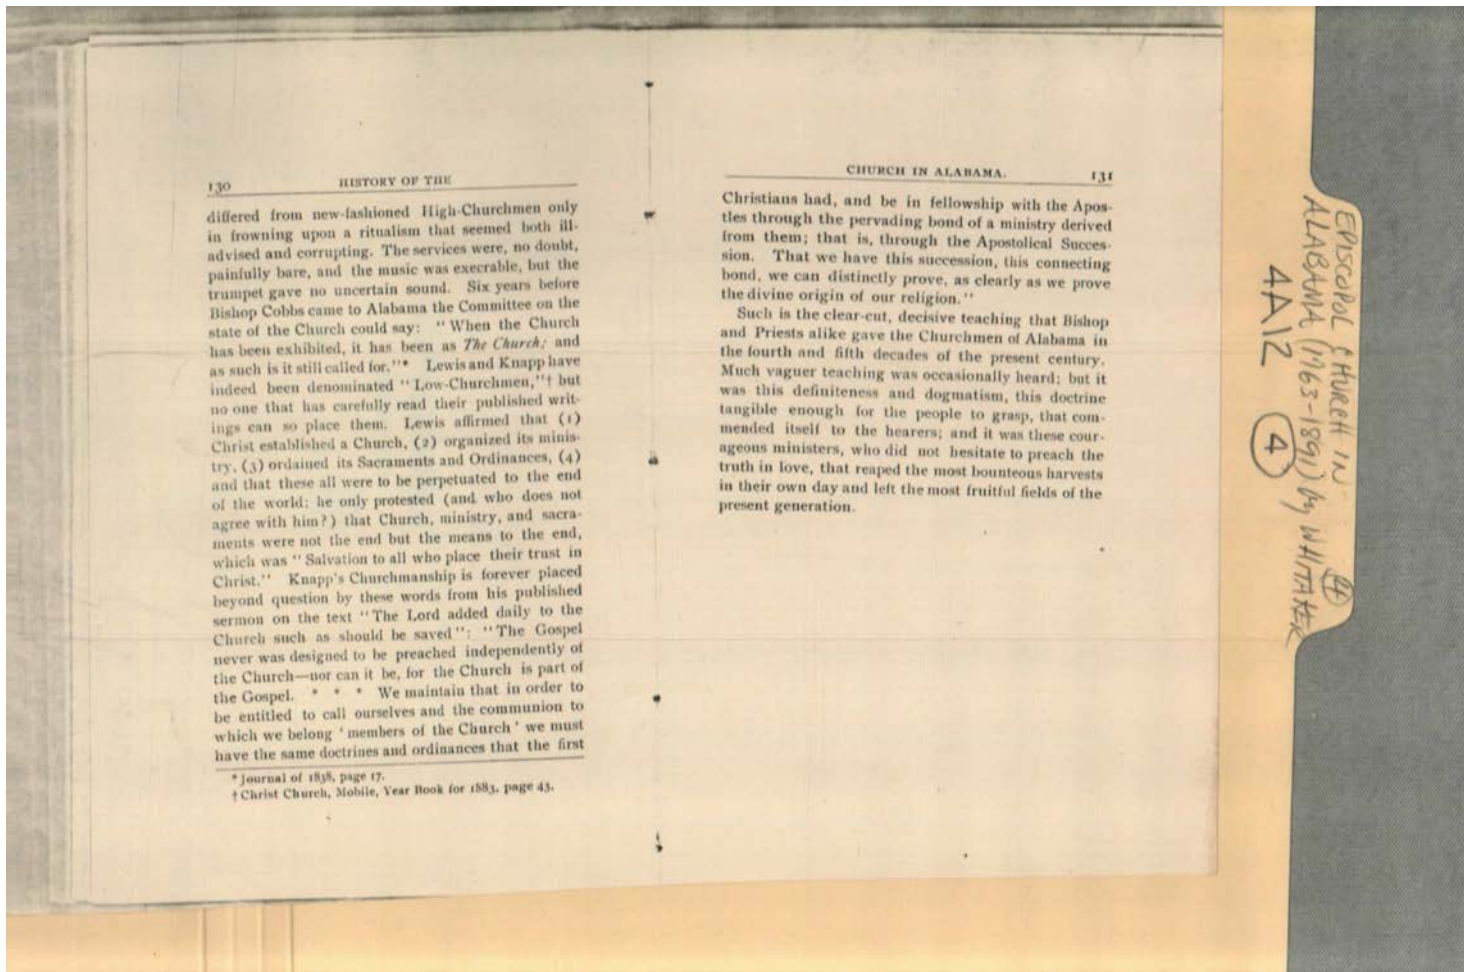 130 HISTORY OF THE
differed from new-fashioned High-Churchmen only
in frowning upon a ritualism that seemed both ill-
advised and corrupting. The services were, no doubt,
painfully bare, and the music was execrable, but the
trumpet gave no uncertain sound. Six years before
Bishop Cobbs came to Alabama the Committee on the
state of the Church could say: "When the Church
has been exhibited, it has been as The Church; and
as such is it still called for."* Lewis and Knapp have
indeed been denominated "Low-Churchmen,"† but
no one that has carefully read their published writ-
ings can so place them. Lewis affirmed that (1)
Christ established a Church, (2) organized its minis-
try, (3) ordained its Sacraments and Ordinances, (4)
and that these all were to be perpetuated to the end
of the world; he only protested (and who does not
agree with him?) that Church, ministry, and sacra-
ments were not the end but the means to the end,
which was "Salvation to all who place their trust in
Christ." Knapp's Churchmanship is forever placed
beyond question by these words from his published
sermon on the text "The Lord added daily to the
Church such as should be saved": "The Gospel
never was designed to be preached independently of
the Church—nor can it be, for the Church is part of
the Gospel. * * * We maintain that in order to
be entitled to call ourselves and the communion to
which we belong 'members of the Church' we must
have the same doctrines and ordinances that the first
* Journal of 1838, page 17.
† Christ Church, Mobile, Year Book for 1883, page 43.
CHURCH IN ALABAMA. 131
Christians had, and be in fellowship with the Apos-
tles through the pervading bond of a ministry derived
from them; that is, through the Apostolical Succes-
sion. That we have this succession, this connecting
bond, we can distinctly prove, as clearly as we prove
the divine origin of our religion."
Such is the clear-cut, decisive teaching that Bishop
and Priests alike gave the Churchmen of Alabama in
the fourth and fifth decades of the present century.
Much vaguer teaching was occasionally heard; but it
was this definiteness and dogmatism, this doctrine
tangible enough for the people to grasp, that com-
mended itself to the hearers; and it was these cour-
ageous ministers, who did not hesitate to preach the
truth in love, that reaped the most bounteous harvests
in their own day and left the most fruitful fields of the
present generation.
EPISCOPOL CHURCH IN
ALABAMA (1763-1891) by WHITAKER
4A12 4